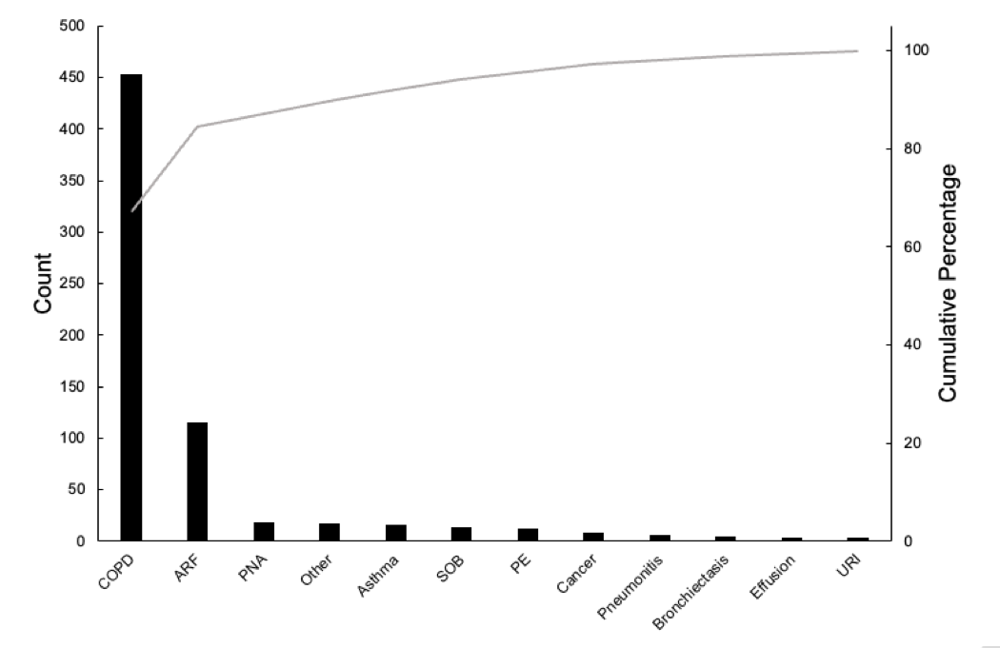 500
450
400
350
300
250
200
150
100
50
0
Count
100
80
60
40
20
0
Cumulative Percentage
COPD
ARF
PNA
Other
Asthma
SOB
PE
Cancer
Pneumonitis
Bronchiectasis
Effusion
URI